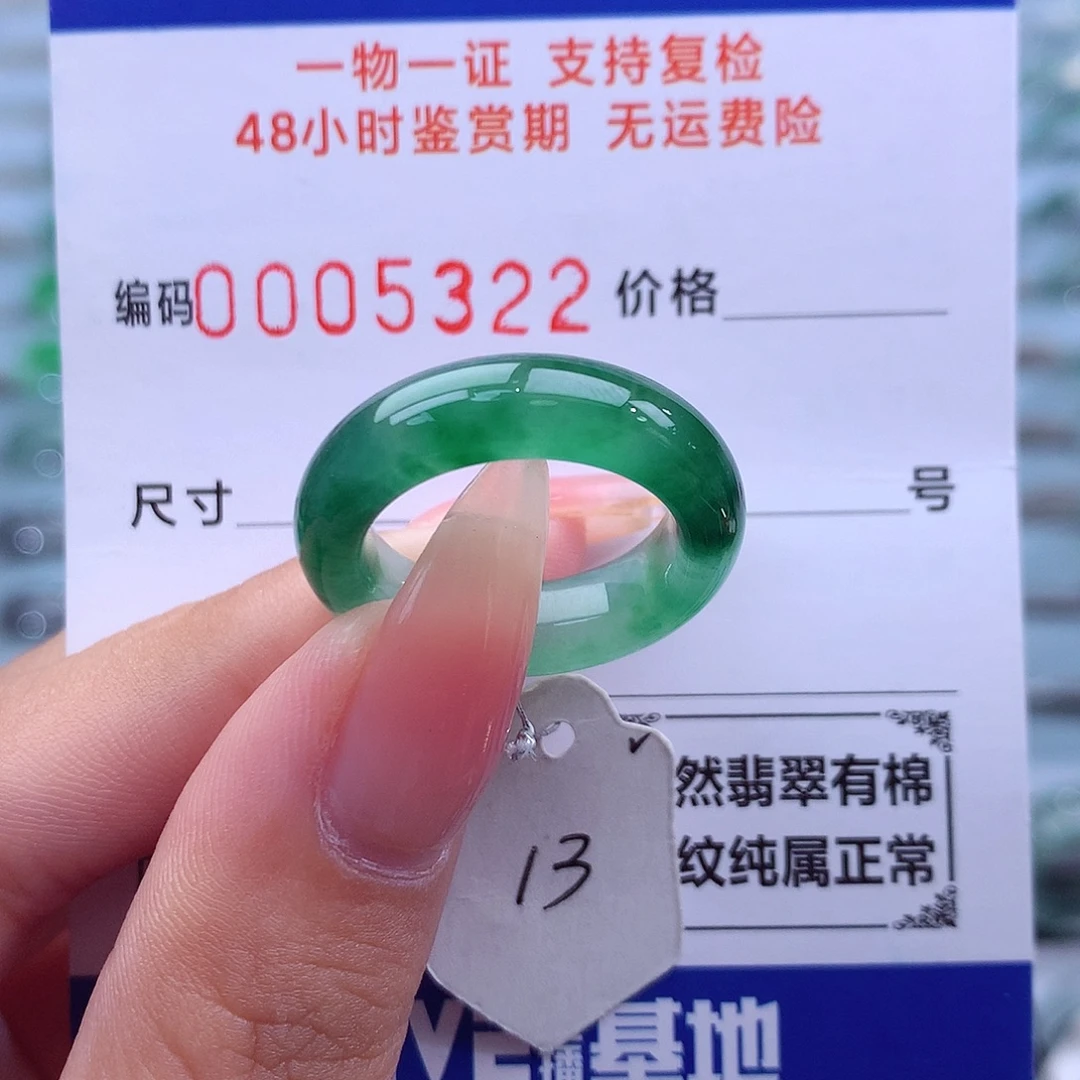 一物一证 支持复检
48小时鉴赏期 无运费险
编码0005322 价格
尺寸 号
然翡翠有棉
纹纯属正常
13
播基地